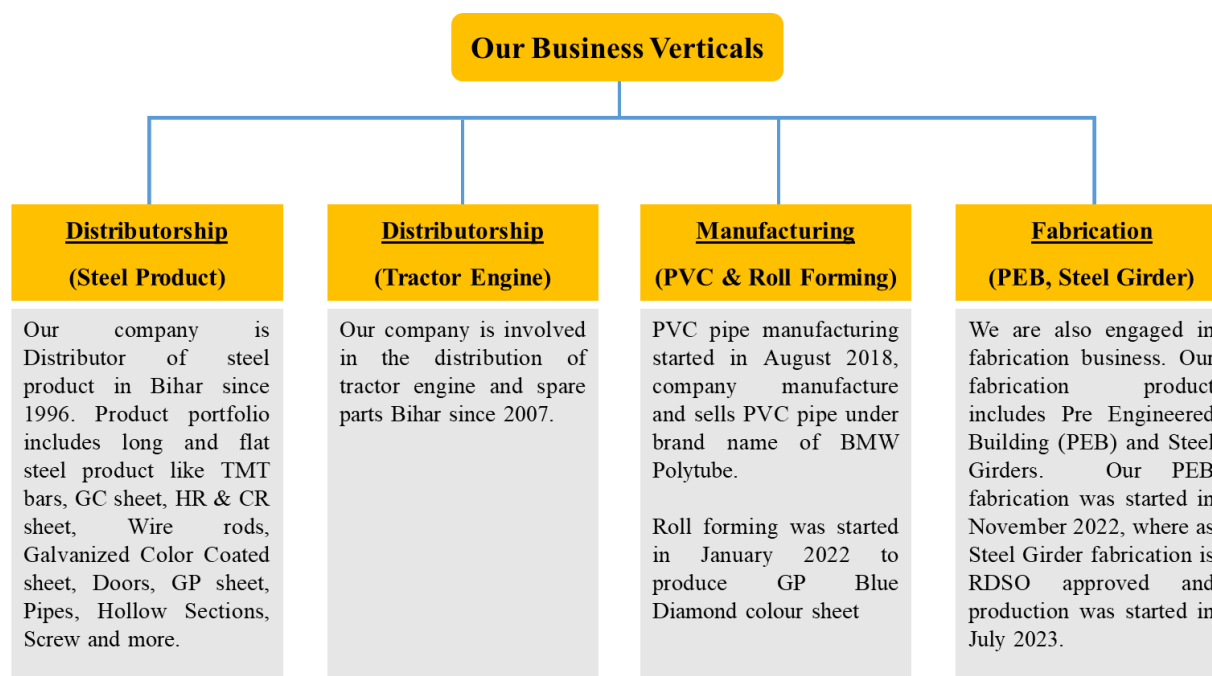 Our Business Verticals
Distributorship
(Steel Product)
Our company is
Distributor of steel
product in Bihar since
1996. Product portfolio
includes long and flat
steel product like TMT
bars, GC sheet, HR & CR
sheet, Wire rods,
Galvanized Color Coated
sheet, Doors, GP sheet,
Pipes, Hollow Sections,
Screw and more.
Distributorship
(Tractor Engine)
Our company is involved
in the distribution of
tractor engine and spare
parts Bihar since 2007.
Manufacturing
(PVC & Roll Forming)
PVC pipe manufacturing
started in August 2018,
company manufacture
and sells PVC pipe under
brand name of BMW
Polytube.
Roll forming was started
in January 2022 to
produce GP Blue
Diamond colour sheet
Fabrication
(PEB, Steel Girder)
We are also engaged in
fabrication business. Our
fabrication product
includes Pre Engineered
Building (PEB) and Steel
Girders. Our PEB
fabrication was started in
November 2022, where as
Steel Girder fabrication is
RDSO approved and
production was started in
July 2023.